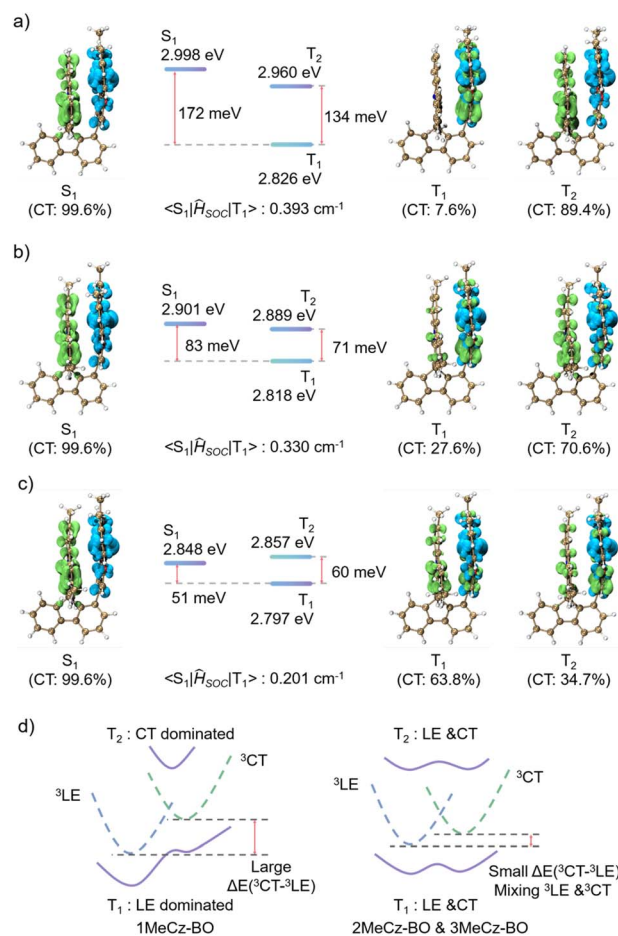 a)
S1
2.998 eV
T2
2.960 eV
172 meV
134 meV
T1
2.826 eV
S1
(CT: 99.6%)
<S1|ĤSOC|T1> : 0.393 cm-1
T1
(CT: 7.6%)
T2
(CT: 89.4%)
b)
S1
2.901 eV
T2
2.889 eV
83 meV
71 meV
T1
2.818 eV
S1
(CT: 99.6%)
<S1|ĤSOC|T1> : 0.330 cm-1
T1
(CT: 27.6%)
T2
(CT: 70.6%)
c)
S1
2.848 eV
T2
2.857 eV
51 meV
60 meV
T1
2.797 eV
S1
(CT: 99.6%)
<S1|ĤSOC|T1> : 0.201 cm-1
T1
(CT: 63.8%)
T2
(CT: 34.7%)
d)
T2 : CT dominated
3LE
3CT
Large
ΔE(3CT-3LE)
T1 : LE dominated
1MeCz-BO
T2 : LE &CT
3LE
3CT
Small ΔE(3CT-3LE)
Mixing 3LE &3CT
T1 : LE &CT
2MeCz-BO & 3MeCz-BO